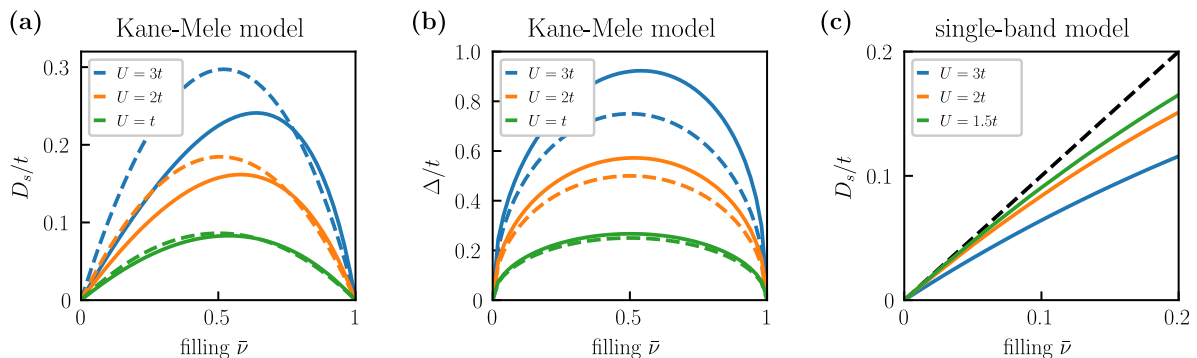 (a) Kane-Mele model
D_s/t
0.3
0.2
0.1
0
U = 3t
U = 2t
U = t
0 0.5 1
filling ν̄
(b) Kane-Mele model
Δ/t
1.0
0.8
0.6
0.4
0.2
0
U = 3t
U = 2t
U = t
0 0.5 1
filling ν̄
(c) single-band model
D_s/t
0.2
0.1
0
U = 3t
U = 2t
U = 1.5t
0 0.1 0.2
filling ν̄